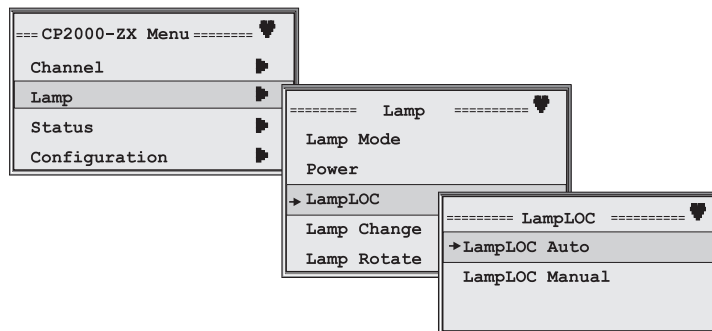 === CP2000-ZX Menu ========
Channel
Lamp
Status
Configuration
========= Lamp ==========
Lamp Mode
Power
LampLOC
Lamp Change
Lamp Rotate
========= LampLOC ==========
LampLOC Auto
LampLOC Manual